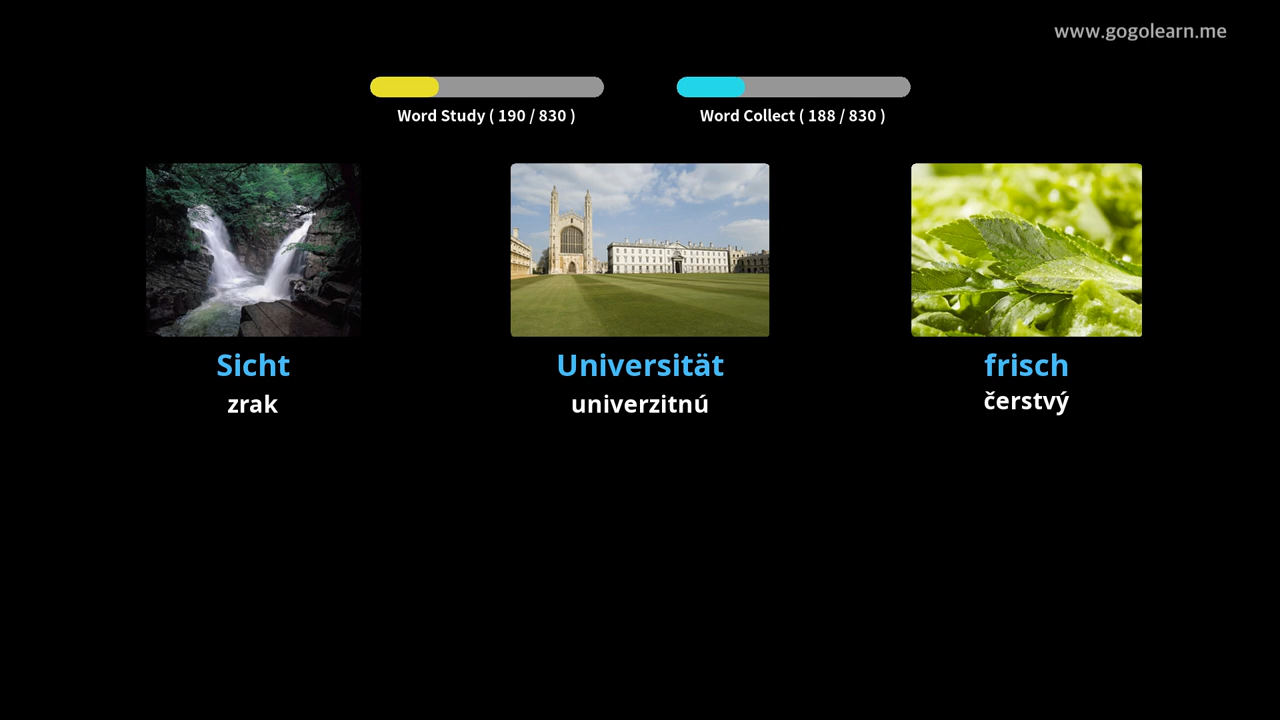 www.gogolearn.me
Word Study ( 190 / 830 )
Word Collect ( 188 / 830 )
Sicht
zrak
Universität
univerzitnú
frisch
čerstvý